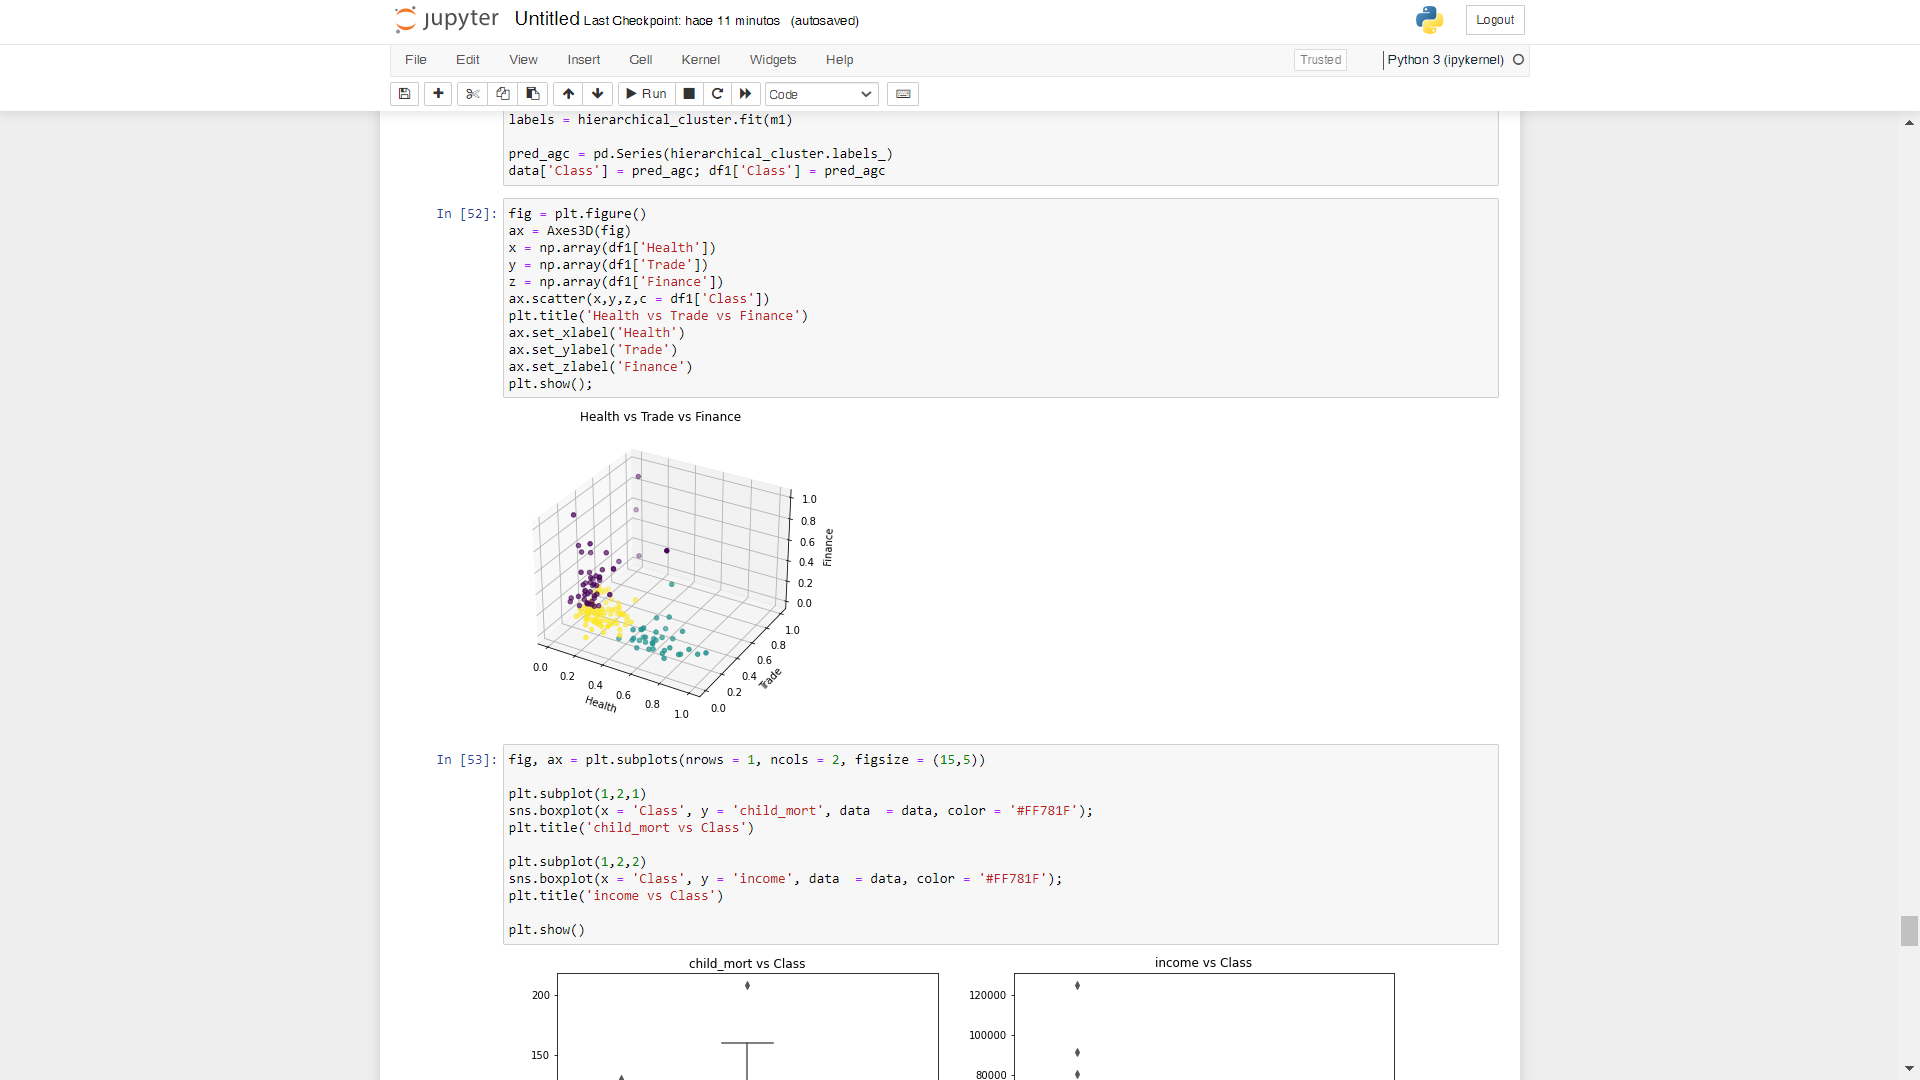 jupyter Untitled Last Checkpoint: hace 11 minutos (autosaved) Logout
File Edit View Insert Cell Kernel Widgets Help Trusted Python 3 (ipykernel)
Run Code
labels = hierarchical_cluster.fit(m1)
pred_agc = pd.Series(hierarchical_cluster.labels_)
data['Class'] = pred_agc; df1['Class'] = pred_agc
In [52]: fig = plt.figure()
ax = Axes3D(fig)
x = np.array(df1['Health'])
y = np.array(df1['Trade'])
z = np.array(df1['Finance'])
ax.scatter(x,y,z,c = df1['Class'])
plt.title('Health vs Trade vs Finance')
ax.set_xlabel('Health')
ax.set_ylabel('Trade')
ax.set_zlabel('Finance')
plt.show();
Health vs Trade vs Finance
1.0
0.8
0.6
0.4
0.2
0.0
Finance
1.0
0.8
0.6
0.4
0.2
0.0
Trade
0.0
0.2
0.4
0.6
0.8
1.0
Health
In [53]: fig, ax = plt.subplots(nrows = 1, ncols = 2, figsize = (15,5))
plt.subplot(1,2,1)
sns.boxplot(x = 'Class', y = 'child_mort', data  = data, color = '#FF781F');
plt.title('child_mort vs Class')
plt.subplot(1,2,2)
sns.boxplot(x = 'Class', y = 'income', data  = data, color = '#FF781F');
plt.title('income vs Class')
plt.show()
child_mort vs Class
200
150
income vs Class
120000
100000
80000